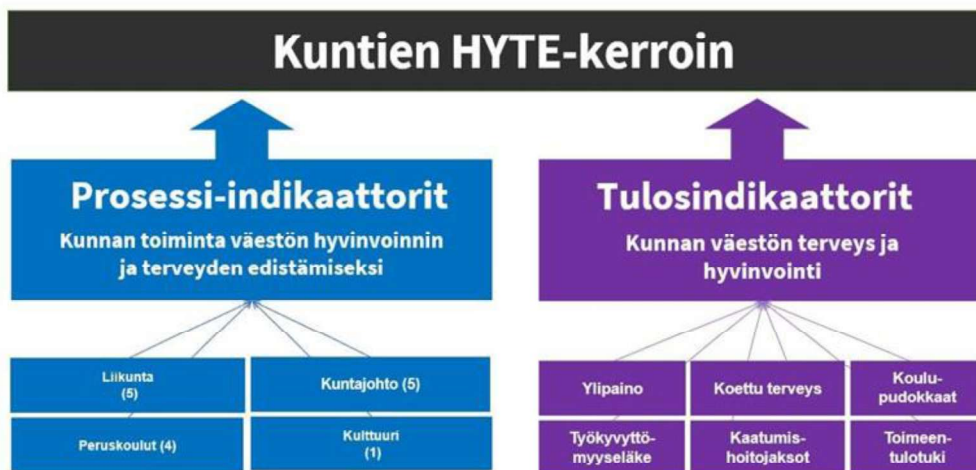 Kuntien HYTE-kerroin
Prosessi-indikaattorit
Kunnan toiminta väestön hyvinvoinnin
ja terveyden edistämiseksi
Tulosindikaattorit
Kunnan väestön terveys ja
hyvinvointi
Liikunta
(5)
Kuntajohto (5)
Peruskoulut (4)
Kulttuuri
(1)
Ylipaino
Koettu terveys
Koulu-
pudokkaat
Työkyvyttö-
myyseläke
Kaatumis-
hoitojaksot
Toimeen-
tulotuki